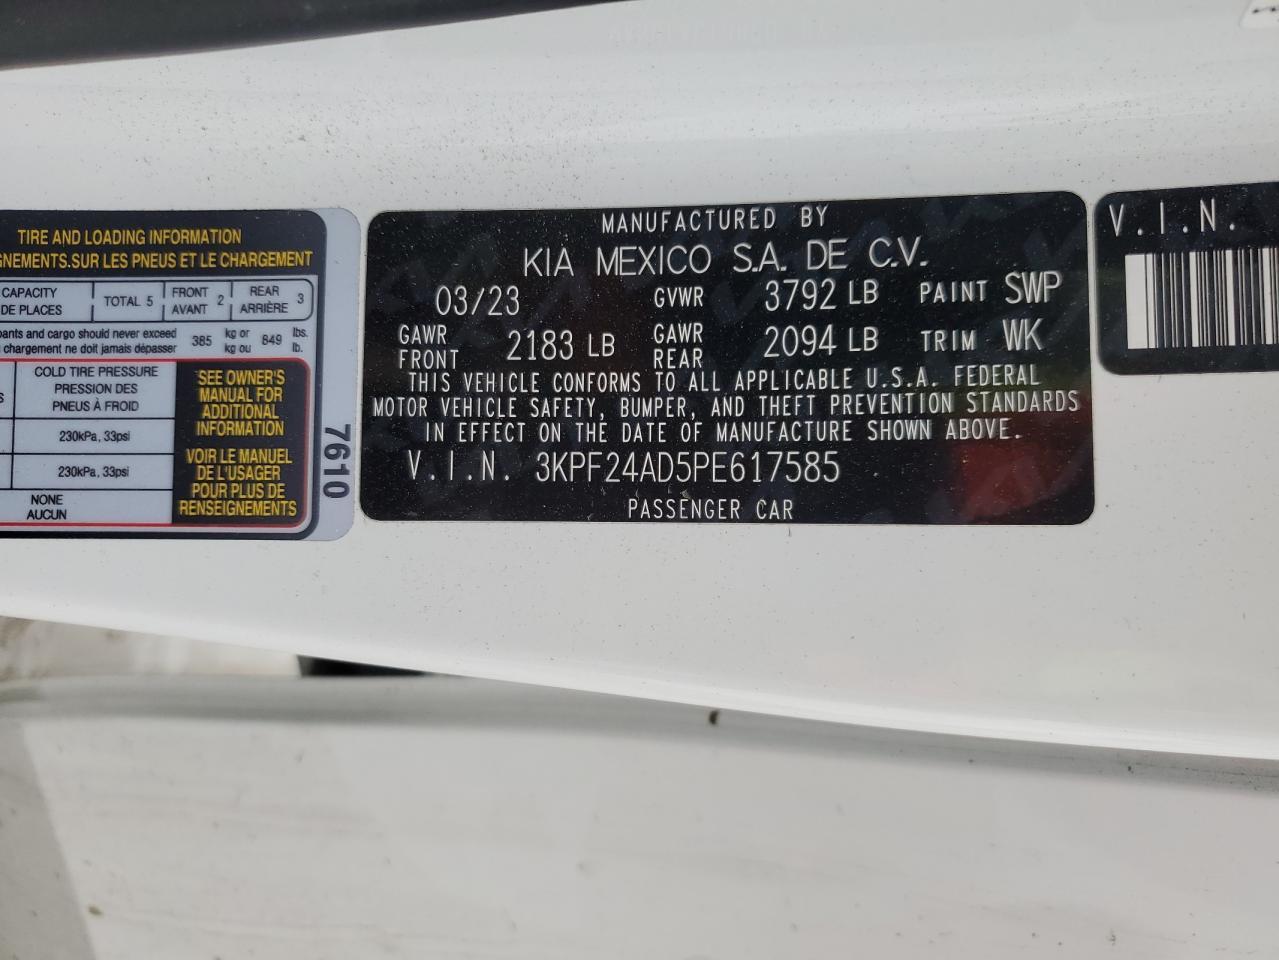 TIRE AND LOADING INFORMATION
GNEMENTS.SUR LES PNEUS ET LE CHARGEMENT
CAPACITY
DE PLACES
TOTAL 5
FRONT
AVANT
2
REAR
ARRIÈRE
3
pants and cargo should never exceed
chargement ne doit jamais dépasser
385
kg or
kg ou
849
lbs.
lb.
COLD TIRE PRESSURE
PRESSION DES
PNEUS À FROID
S
230kPa, 33psi
230kPa, 33psi
NONE
AUCUN
SEE OWNER'S
MANUAL FOR
ADDITIONAL
INFORMATION
VOIR LE MANUEL
DE L'USAGER
POUR PLUS DE
RENSEIGNEMENTS
7610
MANUFACTURED BY
KIA MEXICO S.A. DE C.V.
03/23 GVWR 3792 LB PAINT SWP
GAWR
FRONT
2183 LB
GAWR
REAR
2094 LB TRIM WK
THIS VEHICLE CONFORMS TO ALL APPLICABLE U.S.A. FEDERAL
MOTOR VEHICLE SAFETY, BUMPER, AND THEFT PREVENTION STANDARDS
IN EFFECT ON THE DATE OF MANUFACTURE SHOWN ABOVE.
V.I.N. 3KPF24AD5PE617585
PASSENGER CAR
V.I.N.